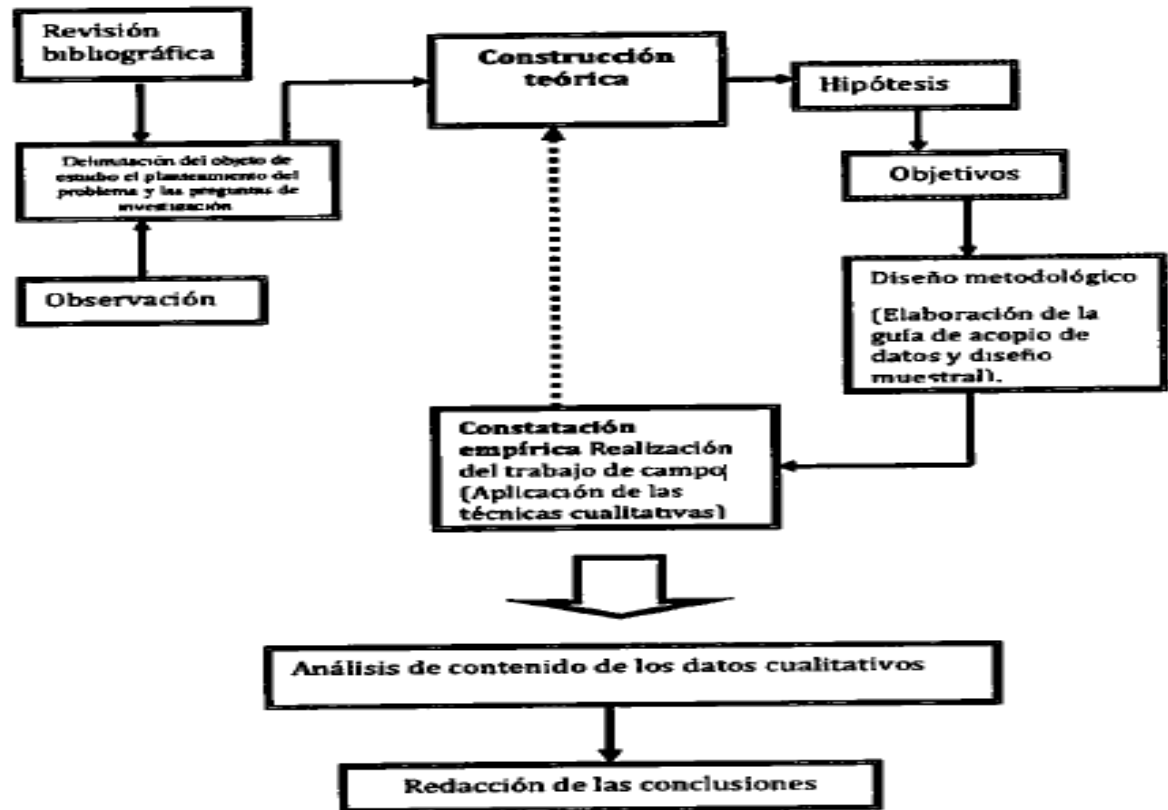 Revisión
bibliográfica
Construcción
teórica
Hipótesis
Delimitación del objeto de
estudio el planteamiento del
problema y las preguntas de
investigación
Objetivos
Observación
Diseño metodológico
(Elaboración de la
guía de acopio de
datos y diseño
muestral).
Constatación
empírica Realización
del trabajo de campo
(Aplicación de las
técnicas cualitativas)
Análisis de contenido de los datos cualitativos
Redacción de las conclusiones